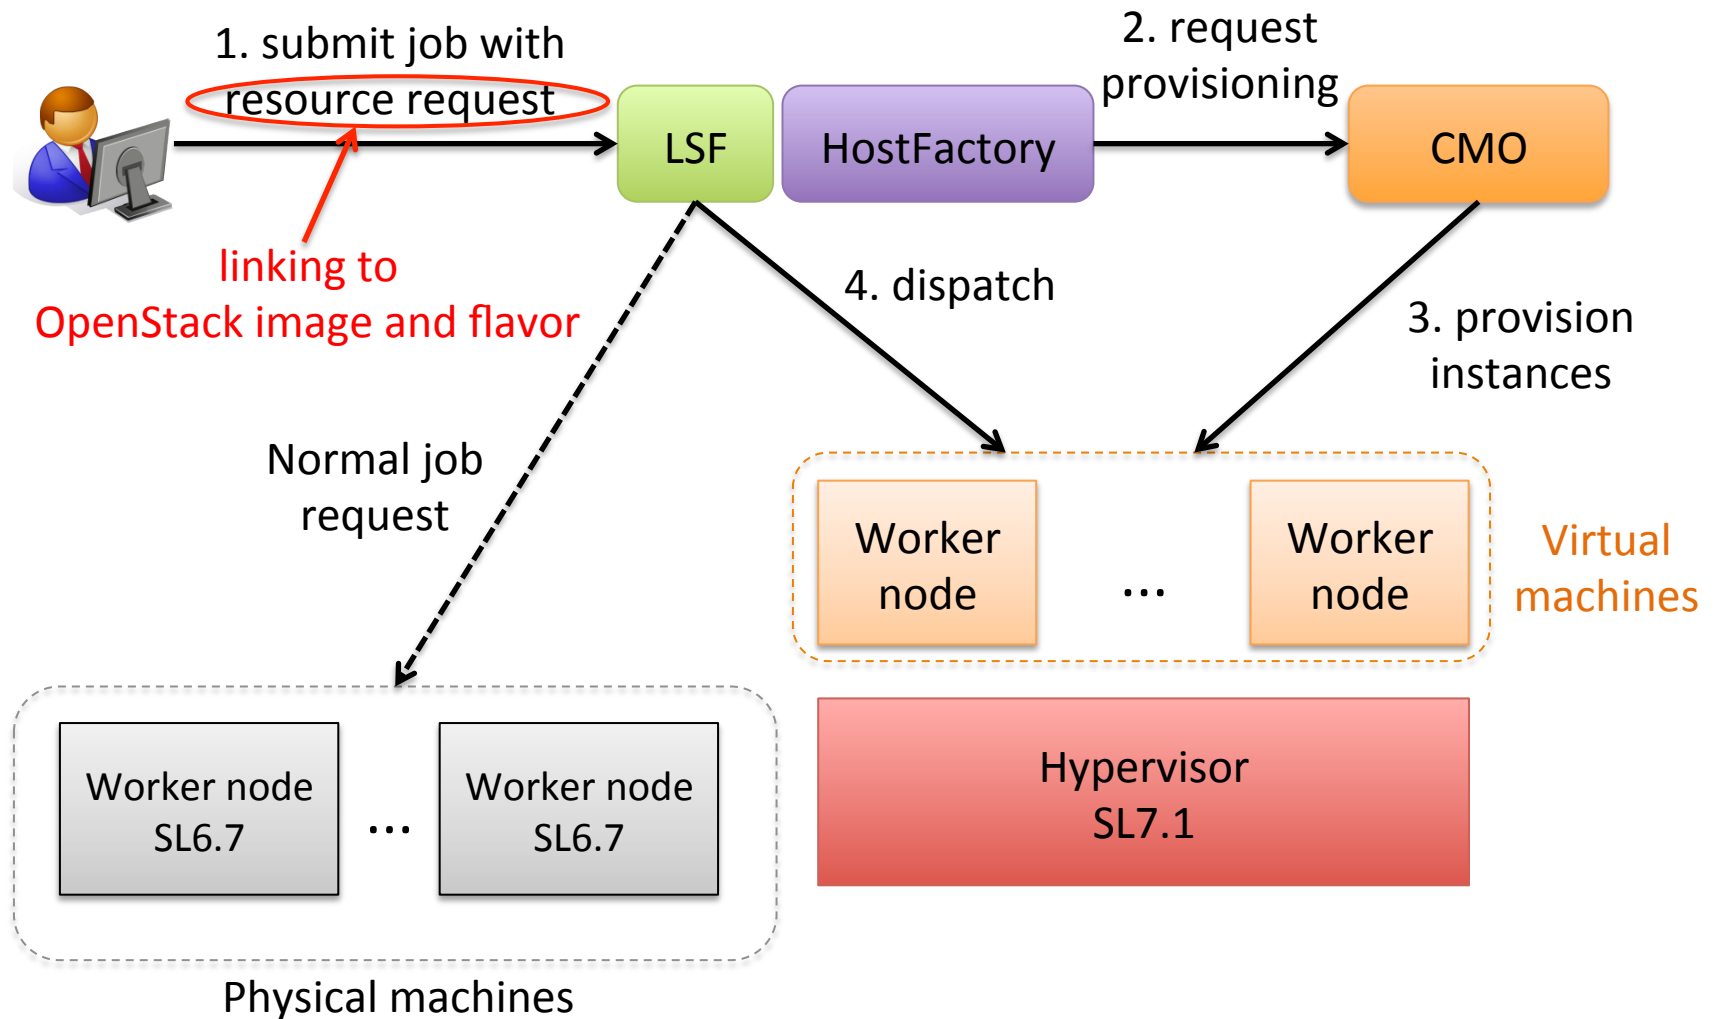 1. submit job with
resource request
2. request
provisioning
LSF
HostFactory
CMO
linking to
OpenStack image and flavor
4. dispatch
3. provision
instances
Normal job
request
Worker
node
...
Worker
node
Virtual
machines
Worker node
SL6.7
...
Worker node
SL6.7
Hypervisor
SL7.1
Physical machines